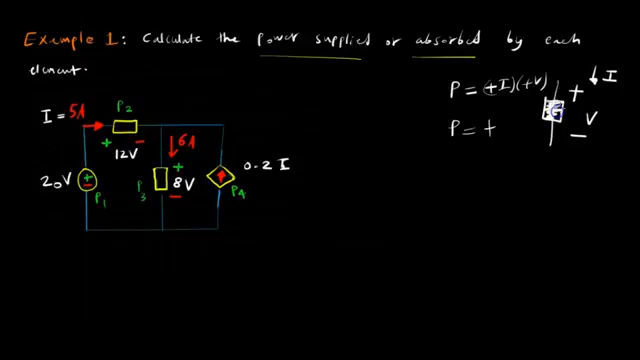 Example 1: Calculate the power supplied or absorbed by each
element.
I
P = (+I)(+V)
+
P = +
V
−
I = 5A
P2
+ −
12V
6A
20V
+
−
P1
P3
+
8V
−
0.2 I
P4